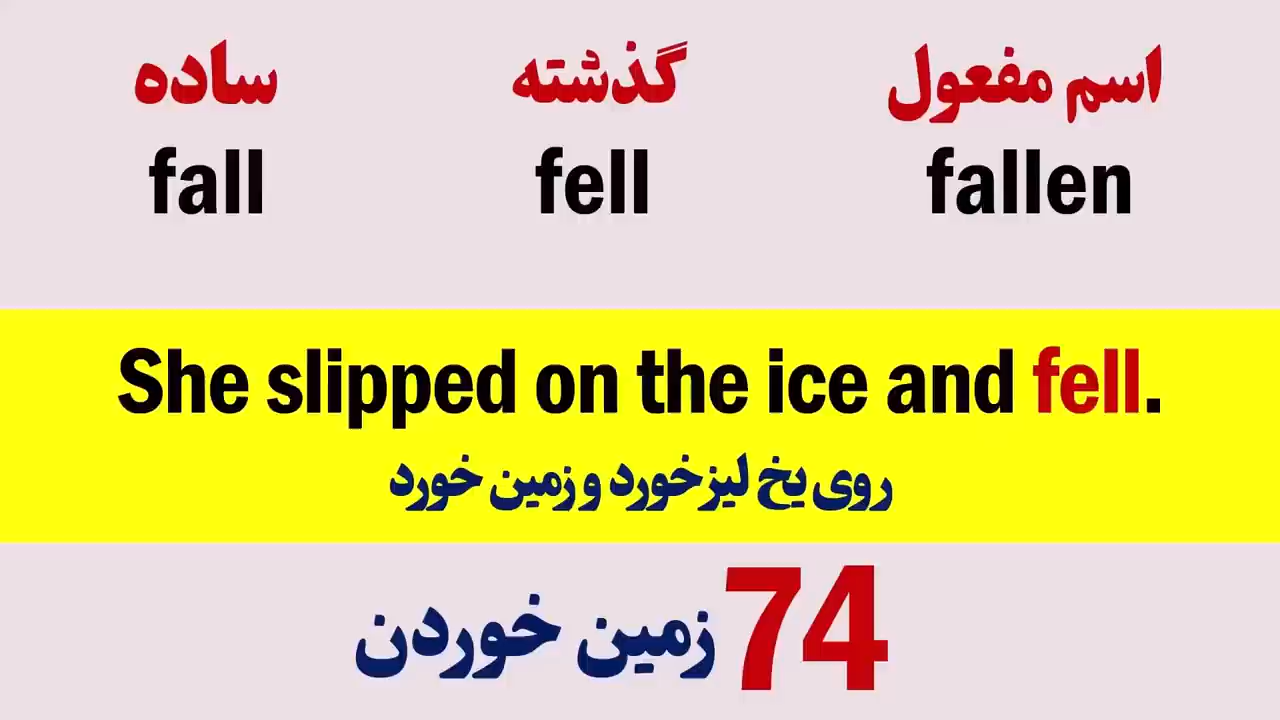 ساده گذشته اسم مفعول
fall fell fallen
She slipped on the ice and fell.
روی یخ لیز خورد و زمین خورد
74 زمین خوردن